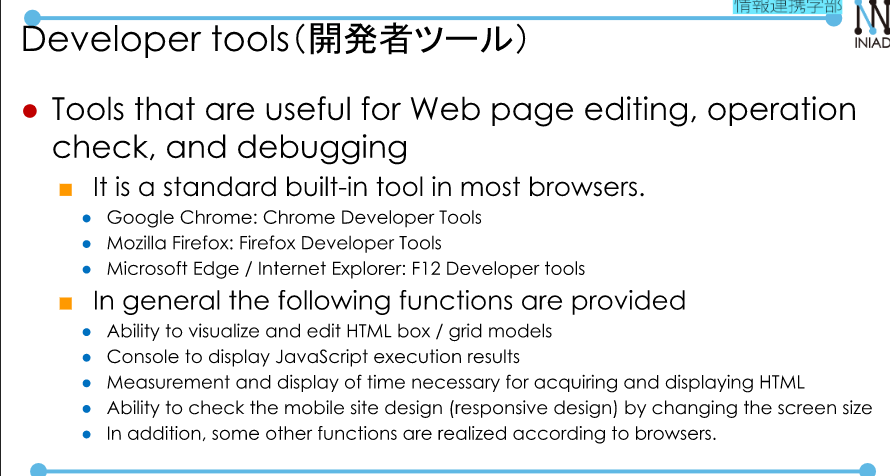 情報連携学部
INIAD
Developer tools（開発者ツール）
Tools that are useful for Web page editing, operation
check, and debugging
It is a standard built-in tool in most browsers.
Google Chrome: Chrome Developer Tools
Mozilla Firefox: Firefox Developer Tools
Microsoft Edge / Internet Explorer: F12 Developer tools
In general the following functions are provided
Ability to visualize and edit HTML box / grid models
Console to display JavaScript execution results
Measurement and display of time necessary for acquiring and displaying HTML
Ability to check the mobile site design (responsive design) by changing the screen size
In addition, some other functions are realized according to browsers.